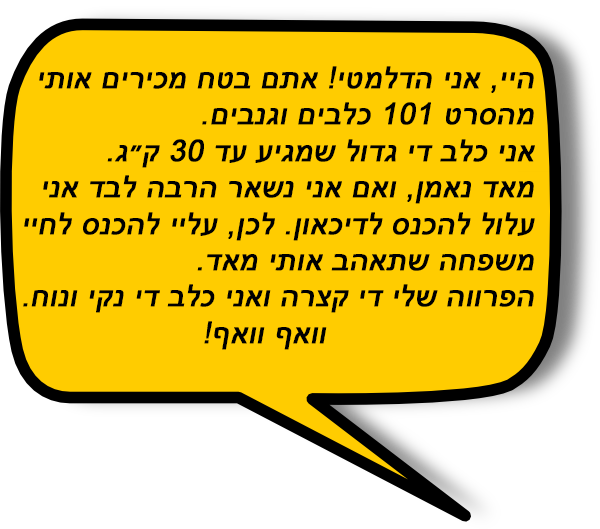 היי, אני הדלמטי! אתם בטח מכירים אותי
מהסרט 101 כלבים וגנבים.
אני כלב די גדול שמגיע עד 30 ק״ג.
מאד נאמן, ואם אני נשאר הרבה לבד אני
עלול להכנס לדיכאון. לכן, עליי להכנס לחיי
משפחה שתאהב אותי מאד.
הפרווה שלי די קצרה ואני כלב די נקי ונוח.
וואף וואף!